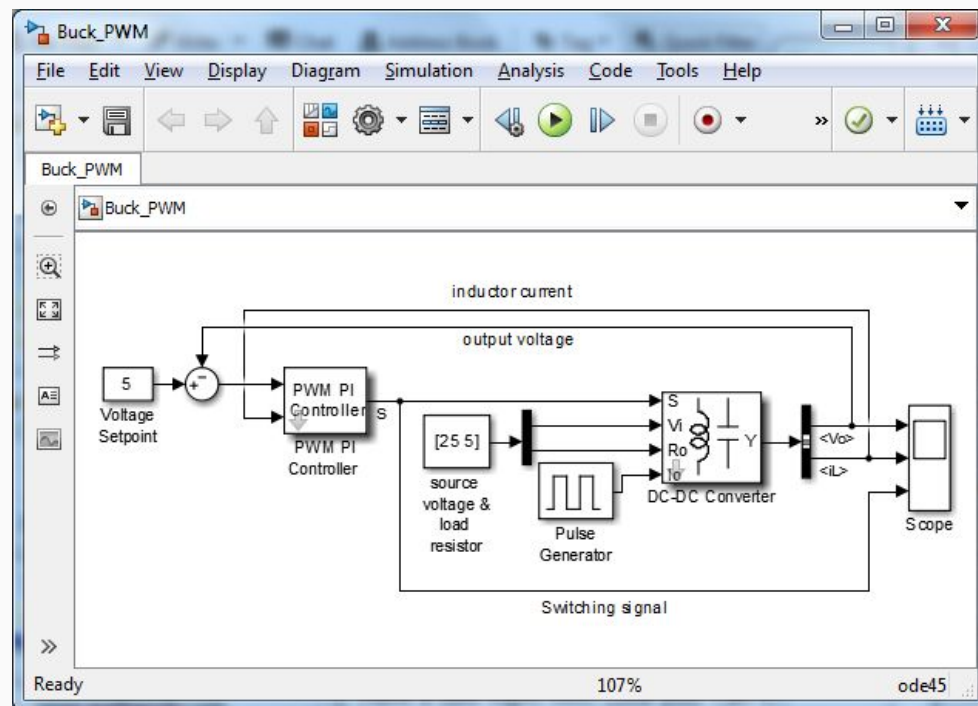 Buck_PWM
File Edit View Display Diagram Simulation Analysis Code Tools Help
»
Buck_PWM
Buck_PWM
inductor current
output voltage
5
Voltage
Setpoint
+
−
PWM PI
Controller
PWM PI
Controller
S
[25 5]
source
voltage &
load
resistor
Pulse
Generator
S
Vi
Ro
Io
Y
DC-DC Converter
<Vo>
<iL>
Scope
Switching signal
»
Ready 107% ode45